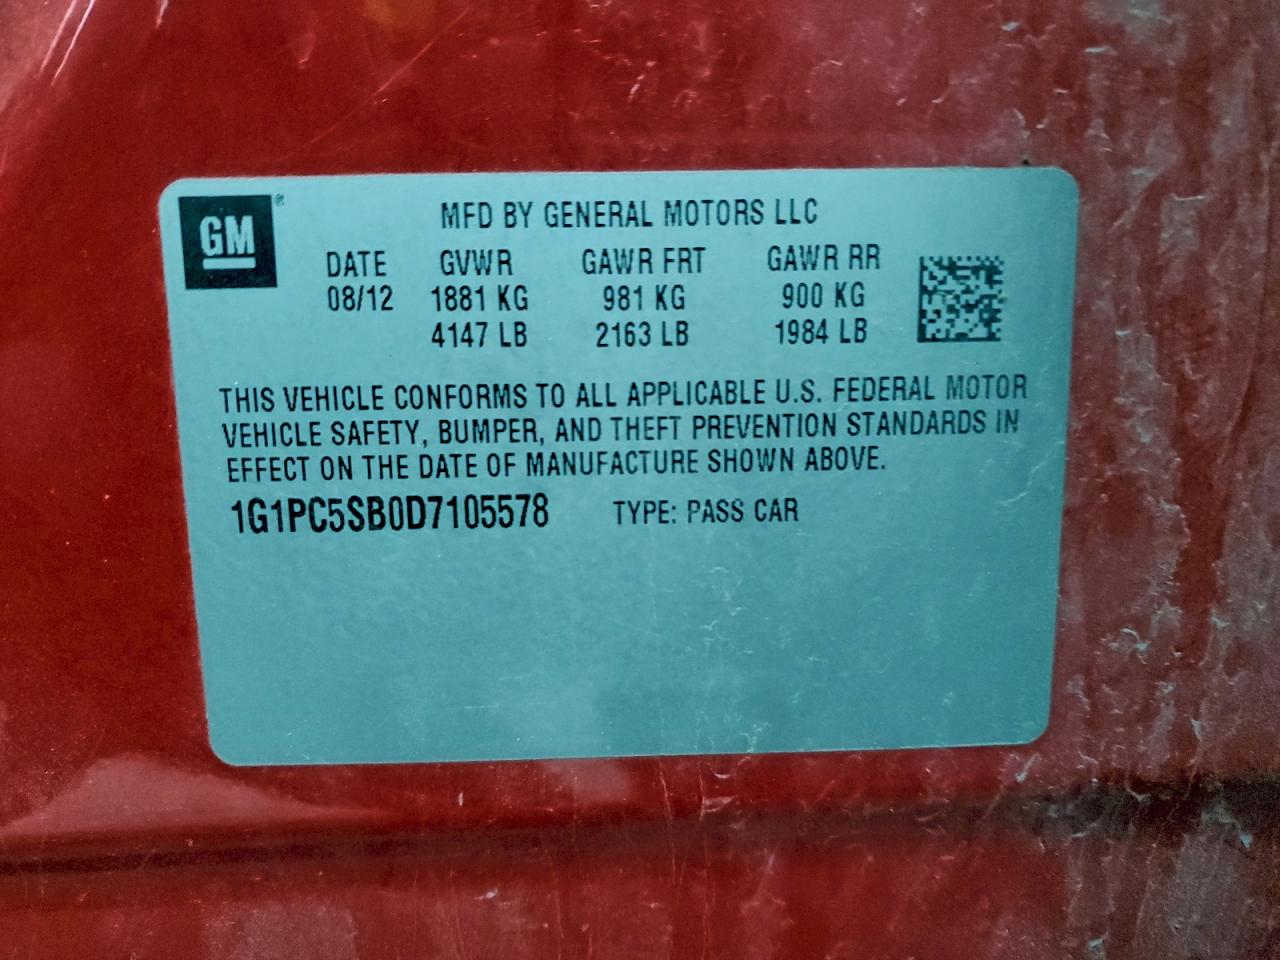 GM®
MFD BY GENERAL MOTORS LLC
DATE GVWR GAWR FRT GAWR RR
08/12 1881 KG 981 KG 900 KG
4147 LB 2163 LB 1984 LB
THIS VEHICLE CONFORMS TO ALL APPLICABLE U.S. FEDERAL MOTOR
VEHICLE SAFETY, BUMPER, AND THEFT PREVENTION STANDARDS IN
EFFECT ON THE DATE OF MANUFACTURE SHOWN ABOVE.
1G1PC5SB0D7105578 TYPE: PASS CAR